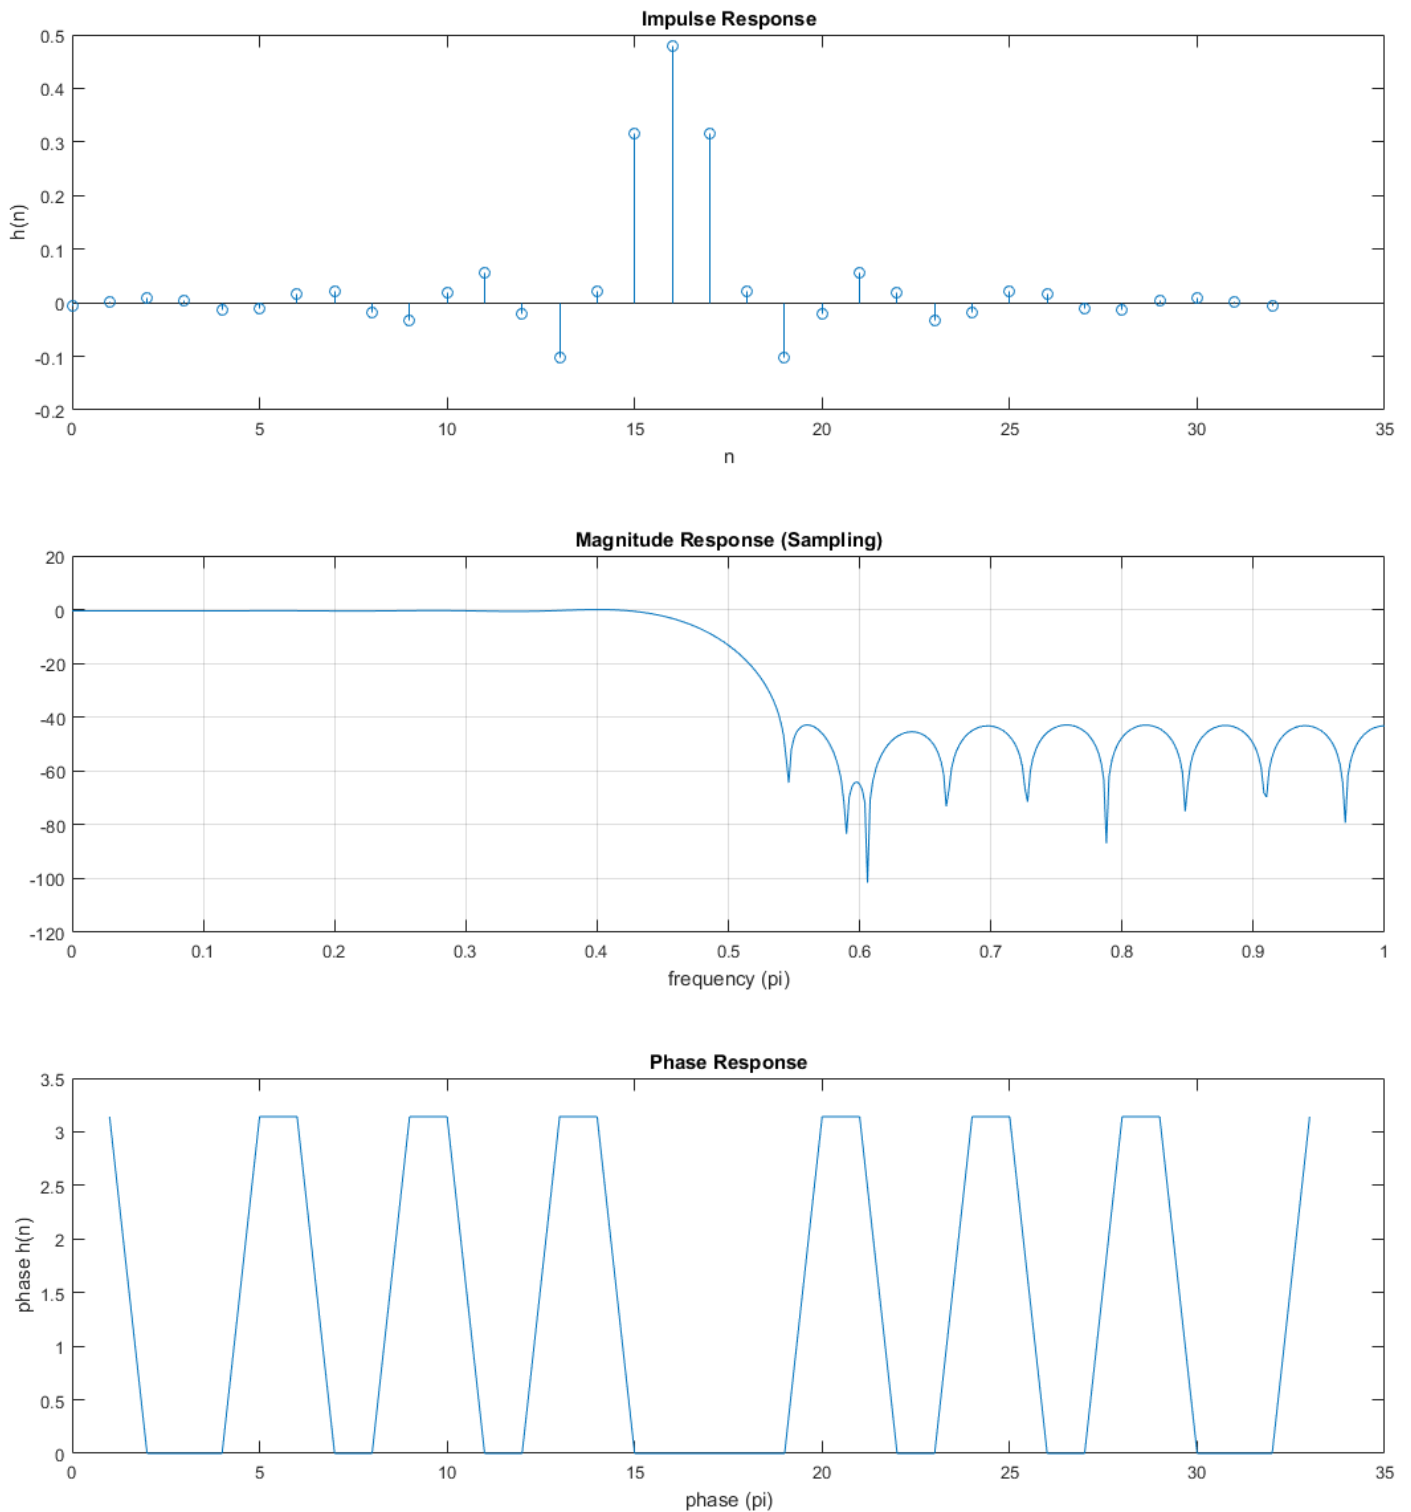 Impulse Response
0.5
0.4
0.3
0.2
0.1
0
-0.1
-0.2
h(n)
0 5 10 15 20 25 30 35
n
Magnitude Response (Sampling)
20
0
-20
-40
-60
-80
-100
-120
0 0.1 0.2 0.3 0.4 0.5 0.6 0.7 0.8 0.9 1
frequency (pi)
Phase Response
3.5
3
2.5
2
1.5
1
0.5
0
phase h(n)
0 5 10 15 20 25 30 35
phase (pi)